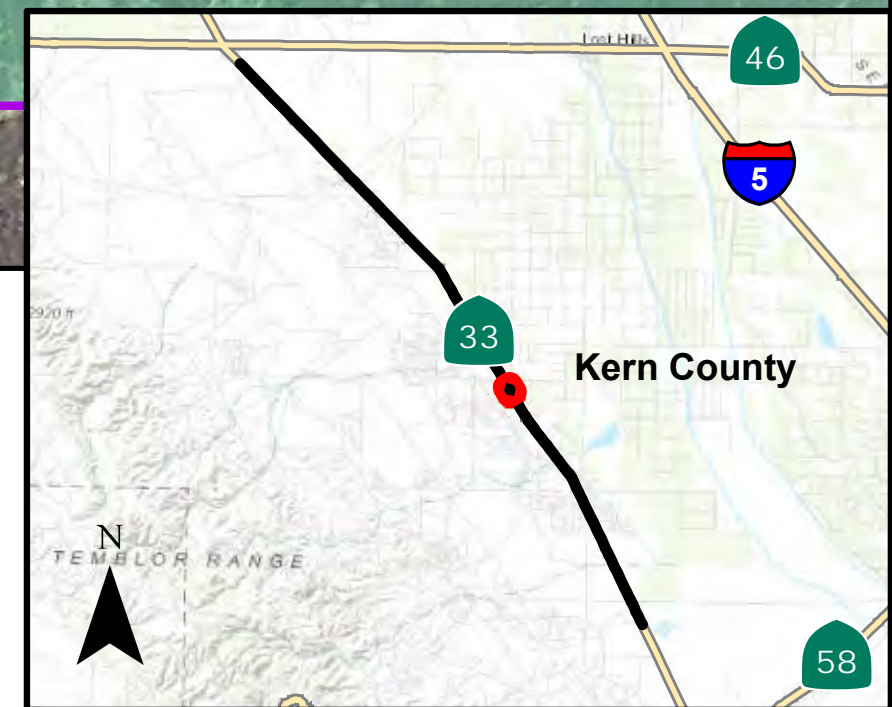 Lost Hills
46
S E
5
2920 ft
33
Kern County
N
TEMBLOR RANGE
58